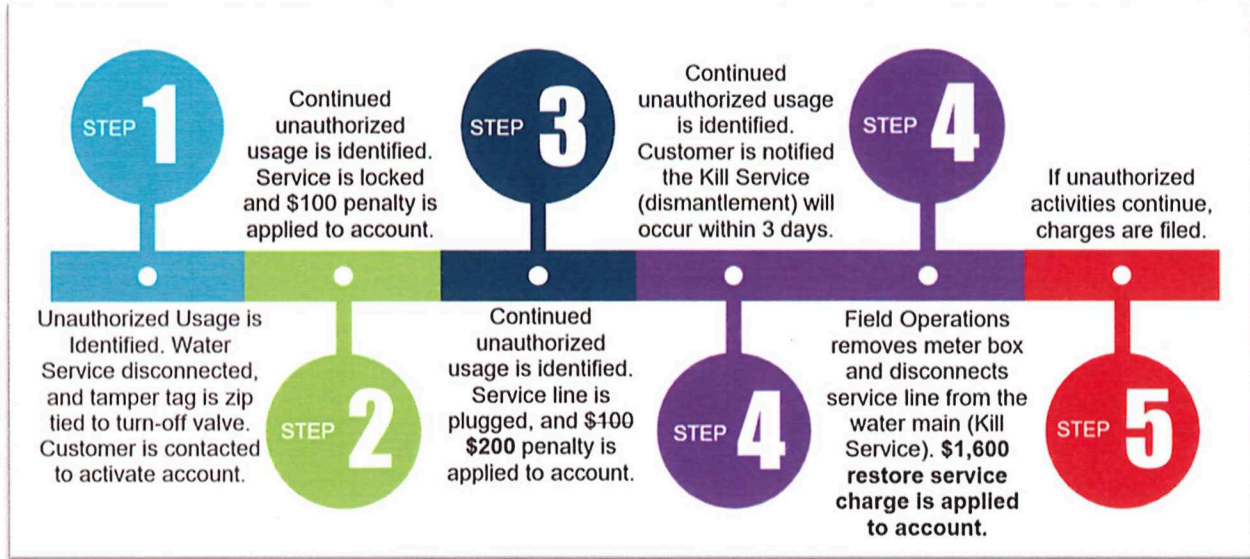 STEP 1
Unauthorized Usage is
Identified. Water
Service disconnected,
and tamper tag is zip
tied to turn-off valve.
Customer is contacted
to activate account.
Continued
unauthorized
usage is identified.
Service is locked
and $100 penalty is
applied to account.
STEP 2
STEP 3
Continued
unauthorized
usage is identified.
Service line is
plugged, and $100
$200 penalty is
applied to account.
Continued
unauthorized usage
is identified.
Customer is notified
the Kill Service
(dismantlement) will
occur within 3 days.
STEP 4
STEP 4
Field Operations
removes meter box
and disconnects
service line from the
water main (Kill
Service). $1,600
restore service
charge is applied
to account.
If unauthorized
activities continue,
charges are filed.
STEP 5